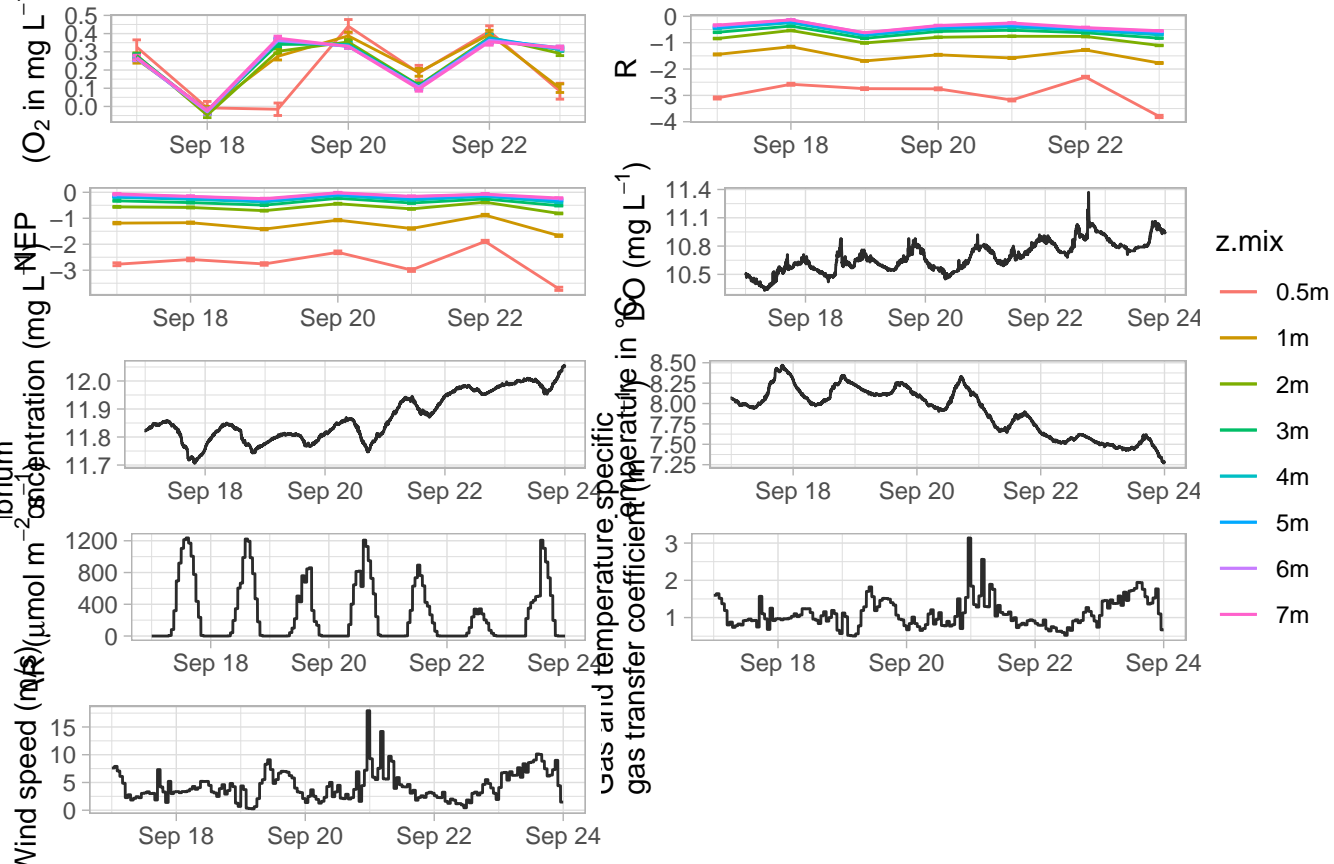 (O₂ in mg L⁻
0.5
0.4
0.3
0.2
0.1
0.0
Sep 18
Sep 20
Sep 22
R
0
−1
−2
−3
−4
Sep 18
Sep 20
Sep 22
NEP
0
−1
−2
−3
Sep 18
Sep 20
Sep 22
DO (mg L⁻¹)
11.4
11.1
10.8
10.5
Sep 18
Sep 20
Sep 22
Sep 24
z.mix
0.5m
1m
2m
3m
4m
5m
6m
7m
concentration (mg L⁻¹)
12.0
11.9
11.8
11.7
Sep 18
Sep 20
Sep 22
Sep 24
temperature in °C
8.50
8.25
8.00
7.75
7.50
7.25
Sep 18
Sep 20
Sep 22
Sep 24
(μmol m⁻² s⁻¹)
1200
800
400
0
Sep 18
Sep 20
Sep 22
Sep 24
Gas and temperature specific
gas transfer coefficient (m
3
2
1
Sep 18
Sep 20
Sep 22
Sep 24
Wind speed (m/s)
15
10
5
0
Sep 18
Sep 20
Sep 22
Sep 24